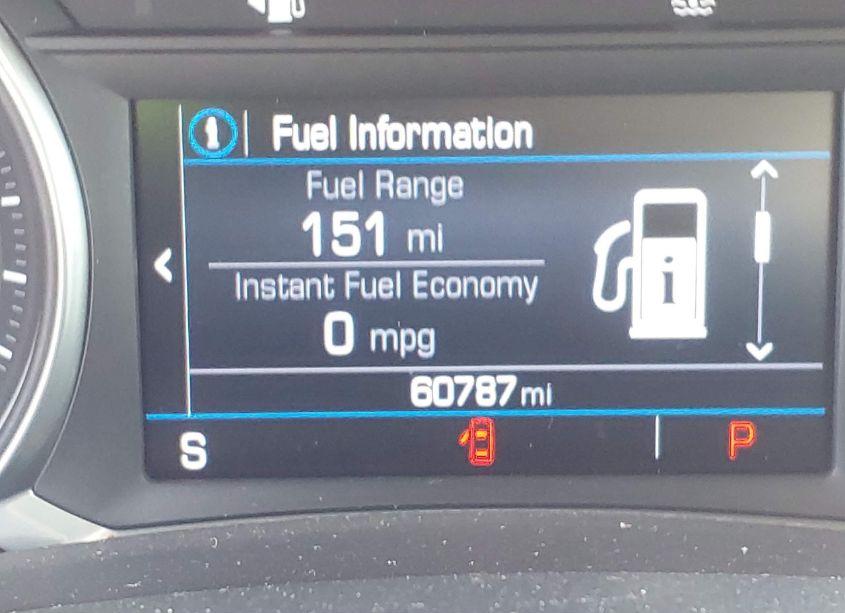 Fuel Information
Fuel Range
151 mi
Instant Fuel Economy
0 mpg
i
60787 mi
S
P